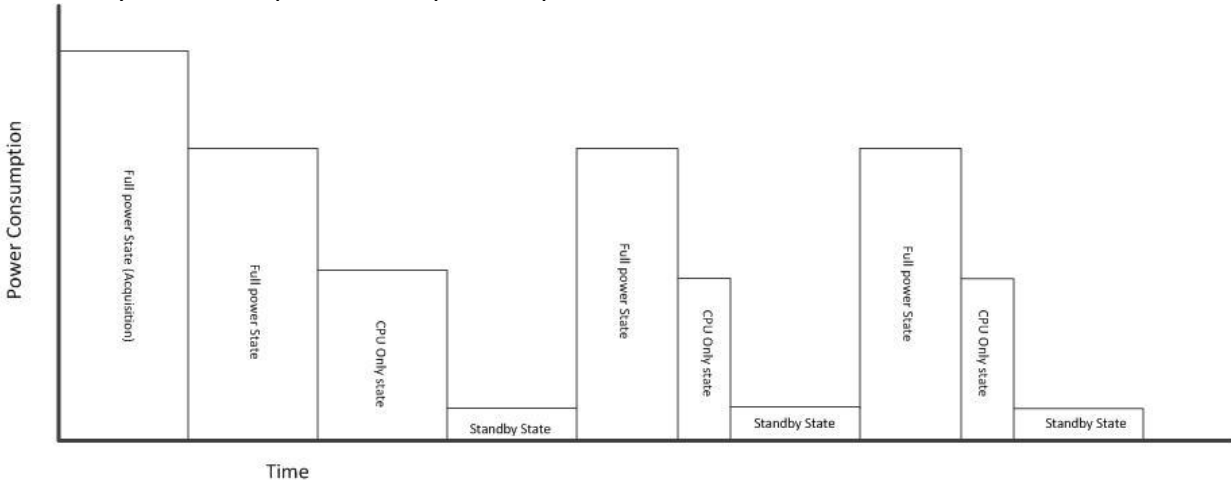 Power Consumption
Full power State (Acquisition)
Full power State
CPU Only state
Standby State
Full power State
CPU Only state
Standby State
Full power State
CPU Only state
Standby State
Time